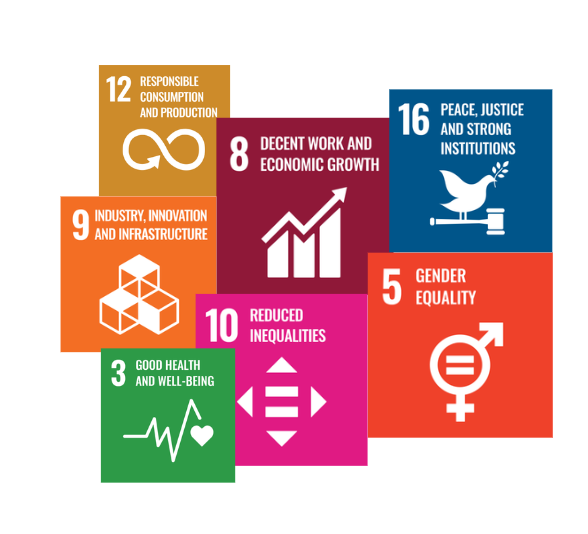 12 RESPONSIBLE
CONSUMPTION
AND PRODUCTION
16 PEACE, JUSTICE
AND STRONG
INSTITUTIONS
8 DECENT WORK AND
ECONOMIC GROWTH
9 INDUSTRY, INNOVATION
AND INFRASTRUCTURE
5 GENDER
EQUALITY
10 REDUCED
INEQUALITIES
3 GOOD HEALTH
AND WELL-BEING